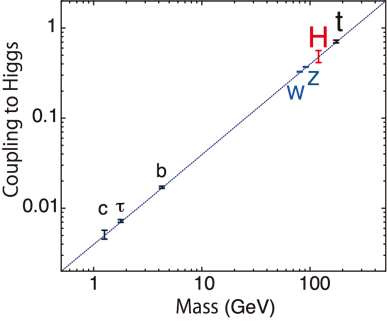 Coupling to Higgs
1
0.1
0.01
H
t
W
Z
b
c
τ
1
10
100
Mass (GeV)